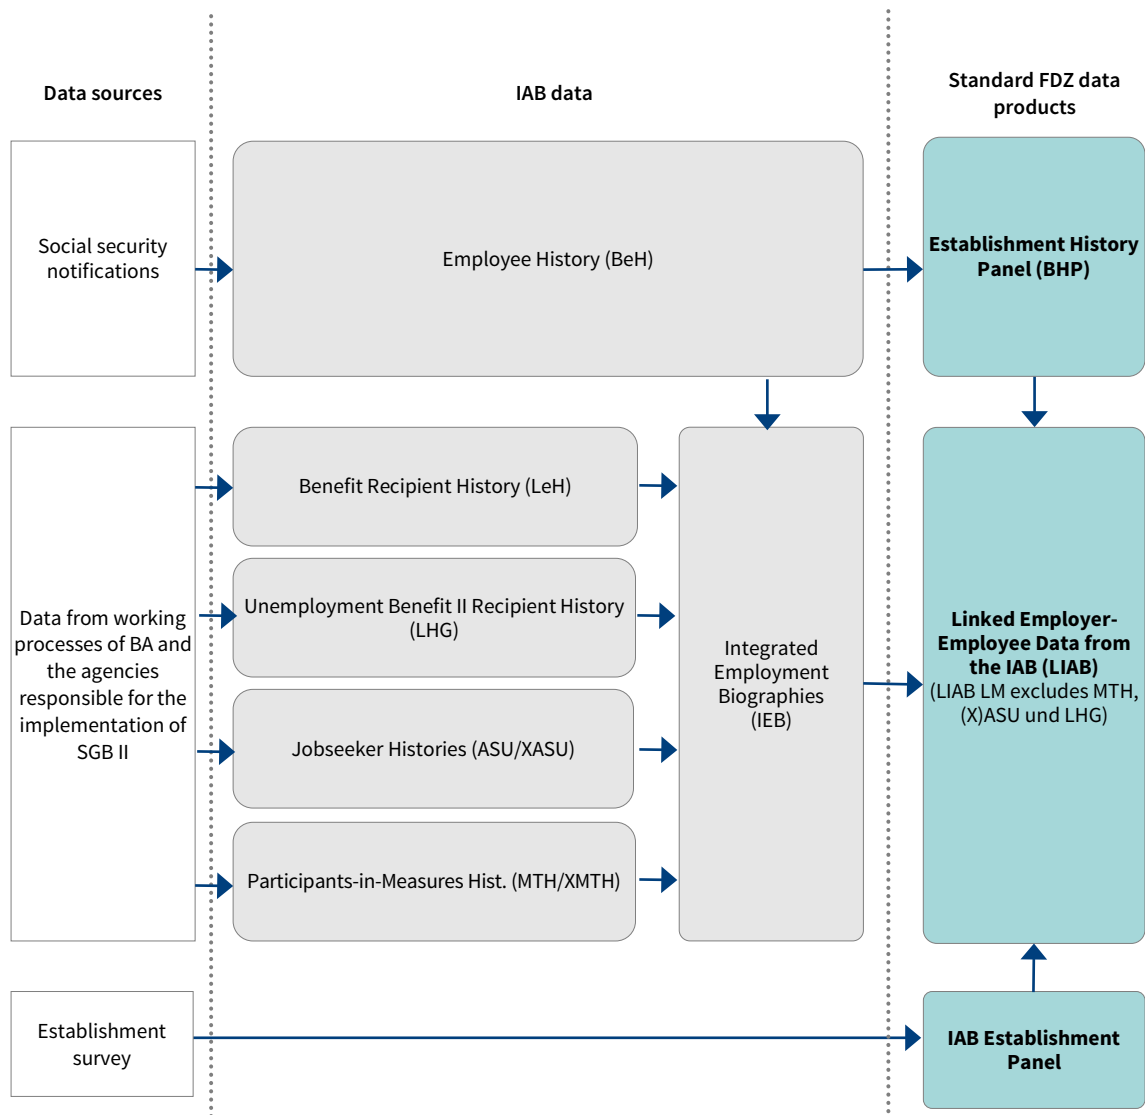 Data sources
IAB data
Standard FDZ data
products
Social security
notifications
Employee History (BeH)
Establishment History
Panel (BHP)
Data from working
processes of BA and
the agencies
responsible for the
implementation of
SGB II
Benefit Recipient History (LeH)
Unemployment Benefit II Recipient History
(LHG)
Jobseeker Histories (ASU/XASU)
Participants-in-Measures Hist. (MTH/XMTH)
Integrated
Employment
Biographies
(IEB)
Linked Employer-
Employee Data from
the IAB (LIAB)
(LIAB LM excludes MTH,
(X)ASU und LHG)
Establishment
survey
IAB Establishment
Panel